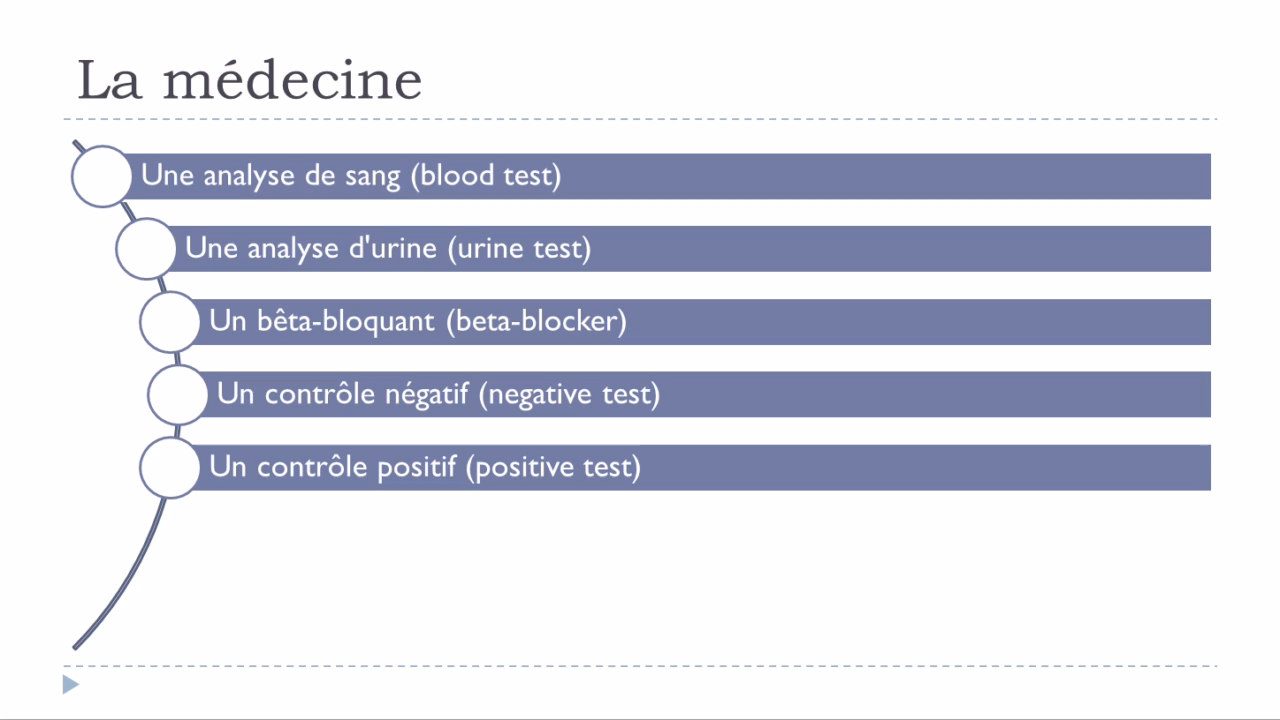 La médecine
Une analyse de sang (blood test)
Une analyse d'urine (urine test)
Un bêta-bloquant (beta-blocker)
Un contrôle négatif (negative test)
Un contrôle positif (positive test)